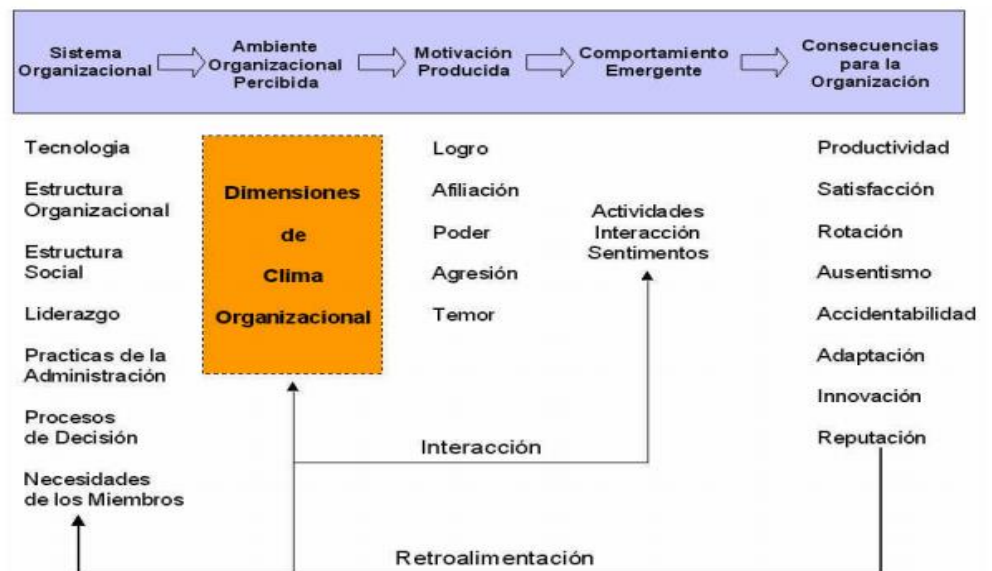 Sistema
Organizacional
Ambiente
Organizacional
Percibida
Motivación
Producida
Comportamiento
Emergente
Consecuencias
para la
Organización
Tecnologia
Estructura
Organizacional
Estructura
Social
Liderazgo
Practicas de la
Administración
Procesos
de Decisión
Necesidades
de los Miembros
Dimensiones
de
Clima
Organizacional
Logro
Afiliación
Poder
Agresión
Temor
Actividades
Interacción
Sentimentos
Productividad
Satisfacción
Rotación
Ausentismo
Accidentabilidad
Adaptación
Innovación
Reputación
Interacción
Retroalimentación